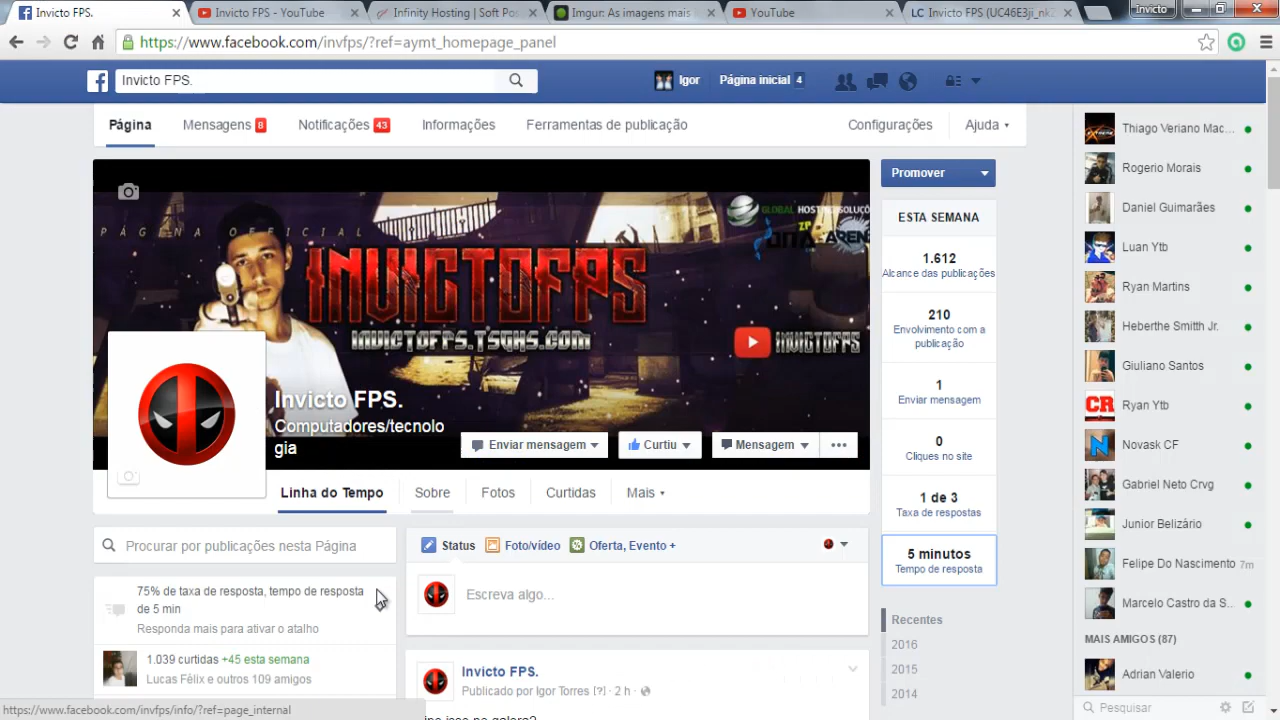 Invicto FPS.
Invicto FPS - YouTube
Infinity Hosting | Soft Pos
Imgur: As imagens mais
YouTube
LC Invicto FPS (UC46E3ji_nkz
Invicto
https://www.facebook.com/invfps/?ref=aymt_homepage_panel
Invicto FPS.
Igor
Página inicial 4
Página
Mensagens 8
Notificações 43
Informações
Ferramentas de publicação
Configurações
Ajuda
PÁGINA OFFICIAL
INVICTOFPS
INVICTOFPS.TSQHS.COM
INVICTOFPS
Invicto FPS.
Computadores/tecnolo
gia
Enviar mensagem
Curtiu
Mensagem
Linha do Tempo
Sobre
Fotos
Curtidas
Mais
Promover
ESTA SEMANA
1.612
Alcance das publicações
210
Envolvimento com a
publicação
1
Enviar mensagem
0
Cliques no site
1 de 3
Taxa de respostas
5 minutos
Tempo de resposta
Recentes
2016
2015
2014
Procurar por publicações nesta Página
75% de taxa de resposta, tempo de resposta
de 5 min
Responda mais para ativar o atalho
1.039 curtidas +45 esta semana
Lucas Félix e outros 109 amigos
Status
Foto/vídeo
Oferta, Evento +
Escreva algo...
Invicto FPS.
Publicado por Igor Torres [?] · 2 h ·
Thiago Veriano Mac...
Rogerio Morais
Daniel Guimarães
Luan Ytb
Ryan Martins
Heberthe Smitth Jr.
Giuliano Santos
Ryan Ytb
Novask CF
Gabriel Neto Crvg
Junior Belizário
Felipe Do Nascimento 7m
Marcelo Castro da S...
MAIS AMIGOS (87)
Adrian Valerio
Pesquisar
https://www.facebook.com/invfps/info/?ref=page_internal